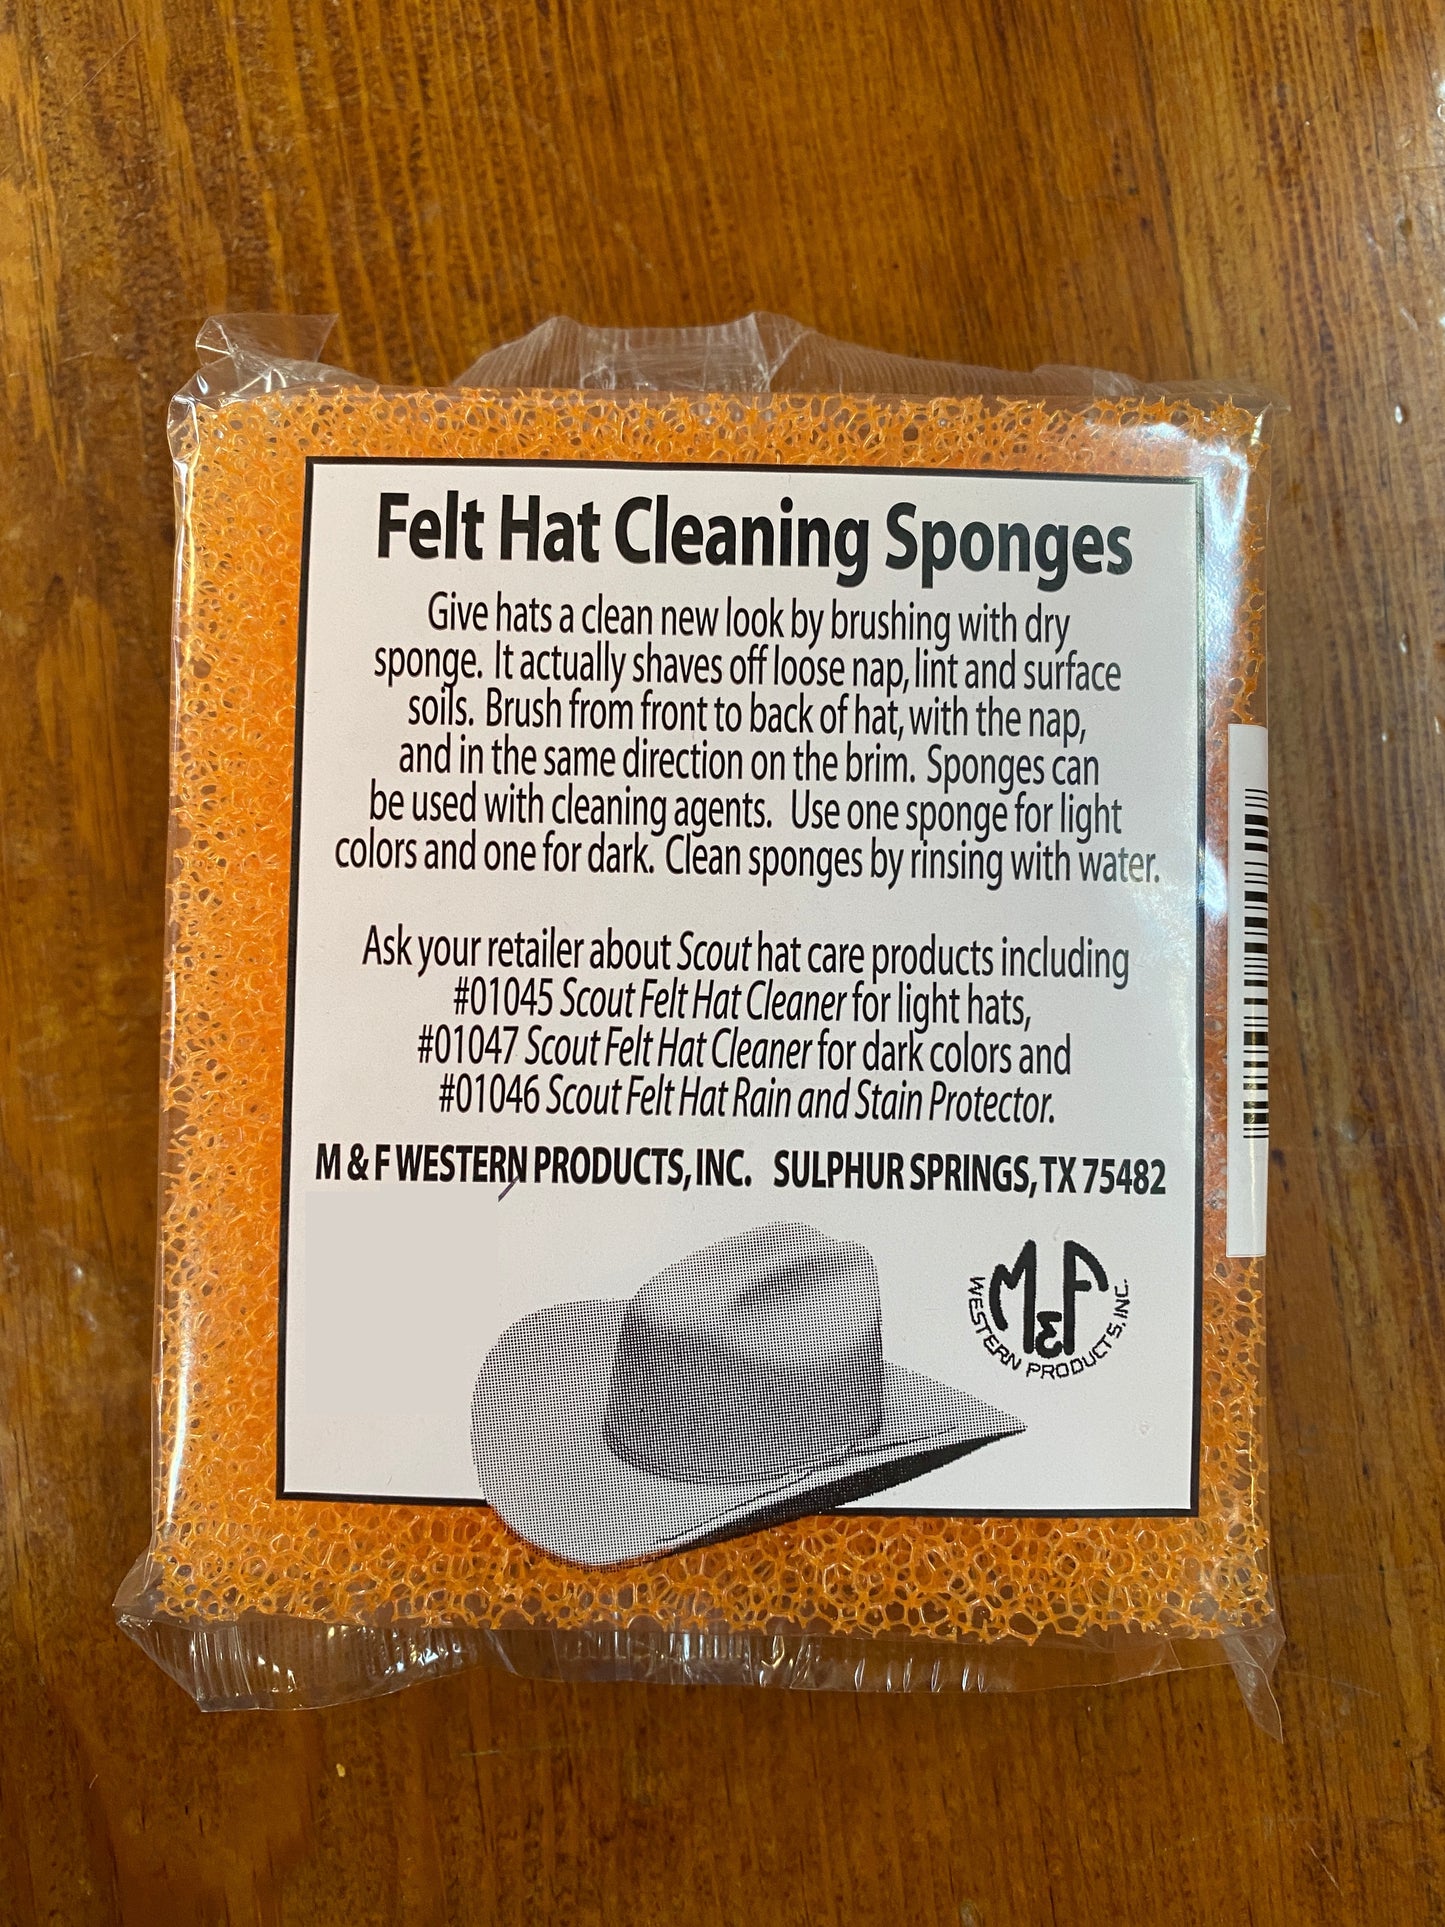 Felt Hat Cleaning Sponges
Give hats a clean new look by brushing with dry
sponge. It actually shaves off loose nap, lint and surface
soils. Brush from front to back of hat, with the nap,
and in the same direction on the brim. Sponges can
be used with cleaning agents. Use one sponge for light
colors and one for dark. Clean sponges by rinsing with water.
Ask your retailer about Scout hat care products including
#01045 Scout Felt Hat Cleaner for light hats,
#01047 Scout Felt Hat Cleaner for dark colors and
#01046 Scout Felt Hat Rain and Stain Protector.
M & F WESTERN PRODUCTS, INC. SULPHUR SPRINGS, TX 75482
M&F
WESTERN PRODUCTS, INC.